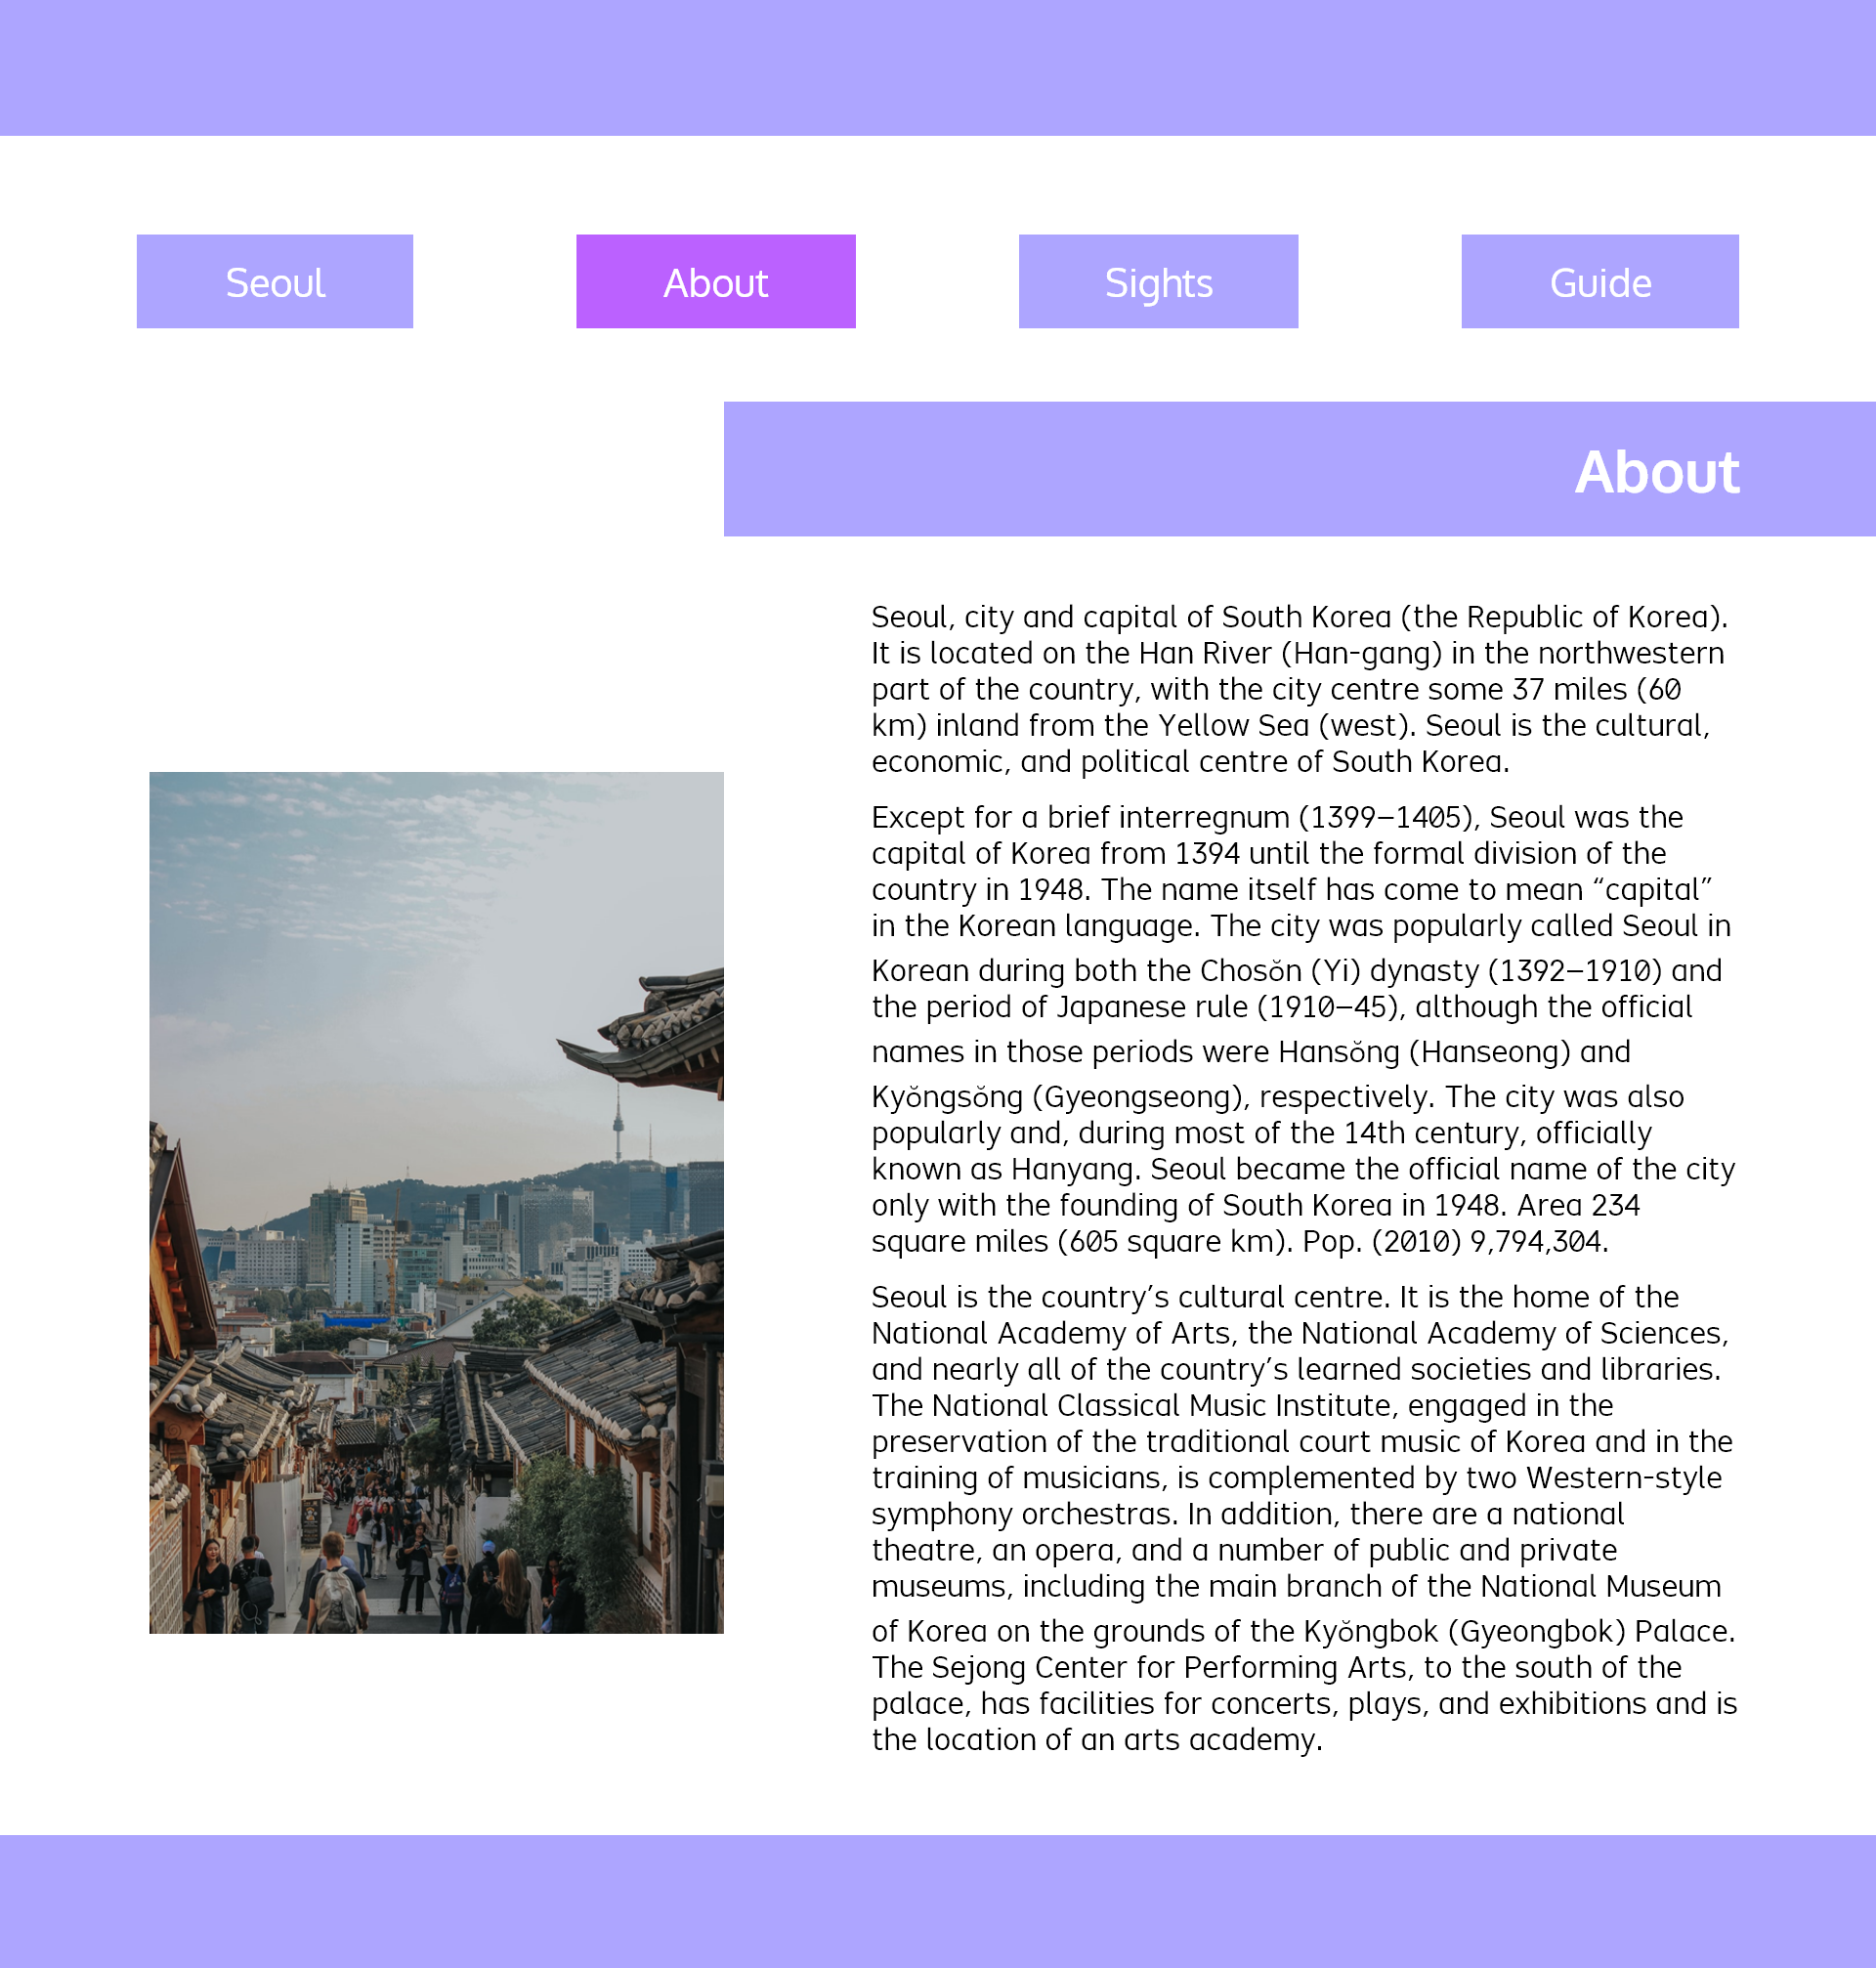 Seoul
About
Sights
Guide
About
Seoul, city and capital of South Korea (the Republic of Korea).
It is located on the Han River (Han-gang) in the northwestern
part of the country, with the city centre some 37 miles (60
km) inland from the Yellow Sea (west). Seoul is the cultural,
economic, and political centre of South Korea.
Except for a brief interregnum (1399–1405), Seoul was the
capital of Korea from 1394 until the formal division of the
country in 1948. The name itself has come to mean “capital”
in the Korean language. The city was popularly called Seoul in
Korean during both the Chosŏn (Yi) dynasty (1392–1910) and
the period of Japanese rule (1910–45), although the official
names in those periods were Hansŏng (Hanseong) and
Kyŏngsŏng (Gyeongseong), respectively. The city was also
popularly and, during most of the 14th century, officially
known as Hanyang. Seoul became the official name of the city
only with the founding of South Korea in 1948. Area 234
square miles (605 square km). Pop. (2010) 9,794,304.
Seoul is the country’s cultural centre. It is the home of the
National Academy of Arts, the National Academy of Sciences,
and nearly all of the country’s learned societies and libraries.
The National Classical Music Institute, engaged in the
preservation of the traditional court music of Korea and in the
training of musicians, is complemented by two Western-style
symphony orchestras. In addition, there are a national
theatre, an opera, and a number of public and private
museums, including the main branch of the National Museum
of Korea on the grounds of the Kyŏngbok (Gyeongbok) Palace.
The Sejong Center for Performing Arts, to the south of the
palace, has facilities for concerts, plays, and exhibitions and is
the location of an arts academy.